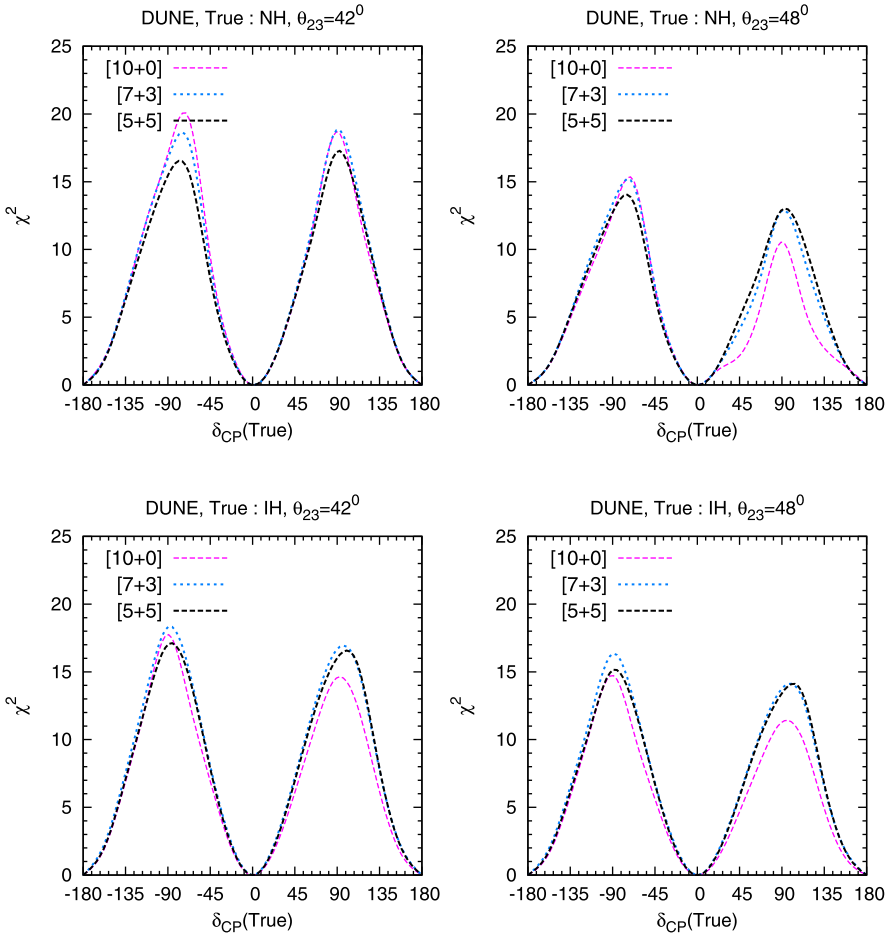 DUNE, True : NH, θ23=42⁰
25
20
15
10
5
0
χ²
[10+0]
[7+3]
[5+5]
-180 -135 -90 -45 0 45 90 135 180
δCP(True)
DUNE, True : NH, θ23=48⁰
25
20
15
10
5
0
χ²
[10+0]
[7+3]
[5+5]
-180 -135 -90 -45 0 45 90 135 180
δCP(True)
DUNE, True : IH, θ23=42⁰
25
20
15
10
5
0
χ²
[10+0]
[7+3]
[5+5]
-180 -135 -90 -45 0 45 90 135 180
δCP(True)
DUNE, True : IH, θ23=48⁰
25
20
15
10
5
0
χ²
[10+0]
[7+3]
[5+5]
-180 -135 -90 -45 0 45 90 135 180
δCP(True)